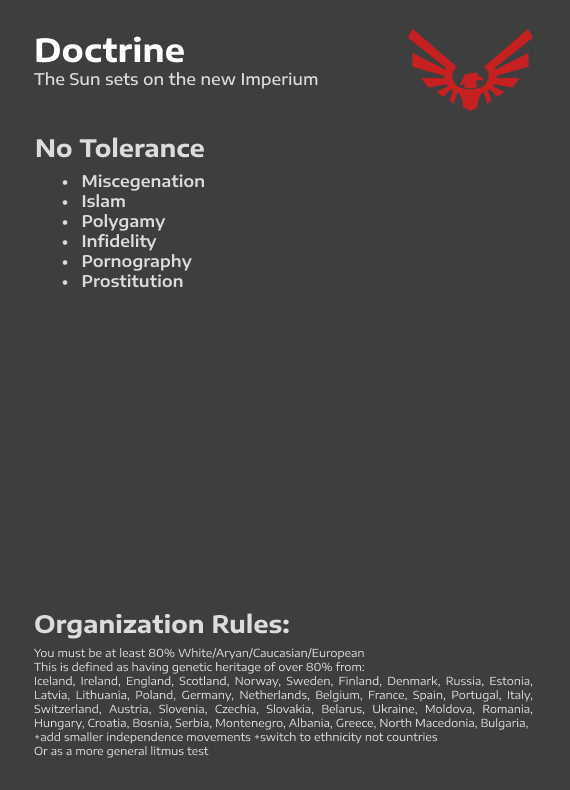 Doctrine
The Sun sets on the new Imperium
No Tolerance
• Miscegenation
• Islam
• Polygamy
• Infidelity
• Pornography
• Prostitution
Organization Rules:
You must be at least 80% White/Aryan/Caucasian/European
This is defined as having genetic heritage of over 80% from:
Iceland, Ireland, England, Scotland, Norway, Sweden, Finland, Denmark, Russia, Estonia,
Latvia, Lithuania, Poland, Germany, Netherlands, Belgium, France, Spain, Portugal, Italy,
Switzerland, Austria, Slovenia, Czechia, Slovakia, Belarus, Ukraine, Moldova, Romania,
Hungary, Croatia, Bosnia, Serbia, Montenegro, Albania, Greece, North Macedonia, Bulgaria,
+add smaller independence movements +switch to ethnicity not countries
Or as a more general litmus test